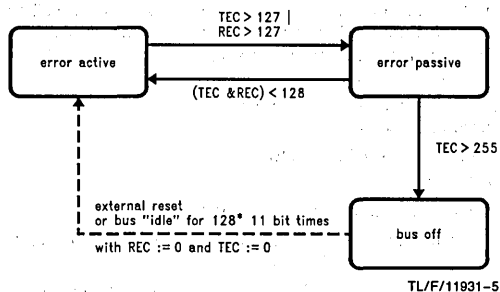 TEC > 127 |
REC > 127
error active
error passive
(TEC & REC) < 128
TEC > 255
external reset
or bus "idle" for 128* 11 bit times
with REC := 0 and TEC := 0
bus off
TL/F/11931-5